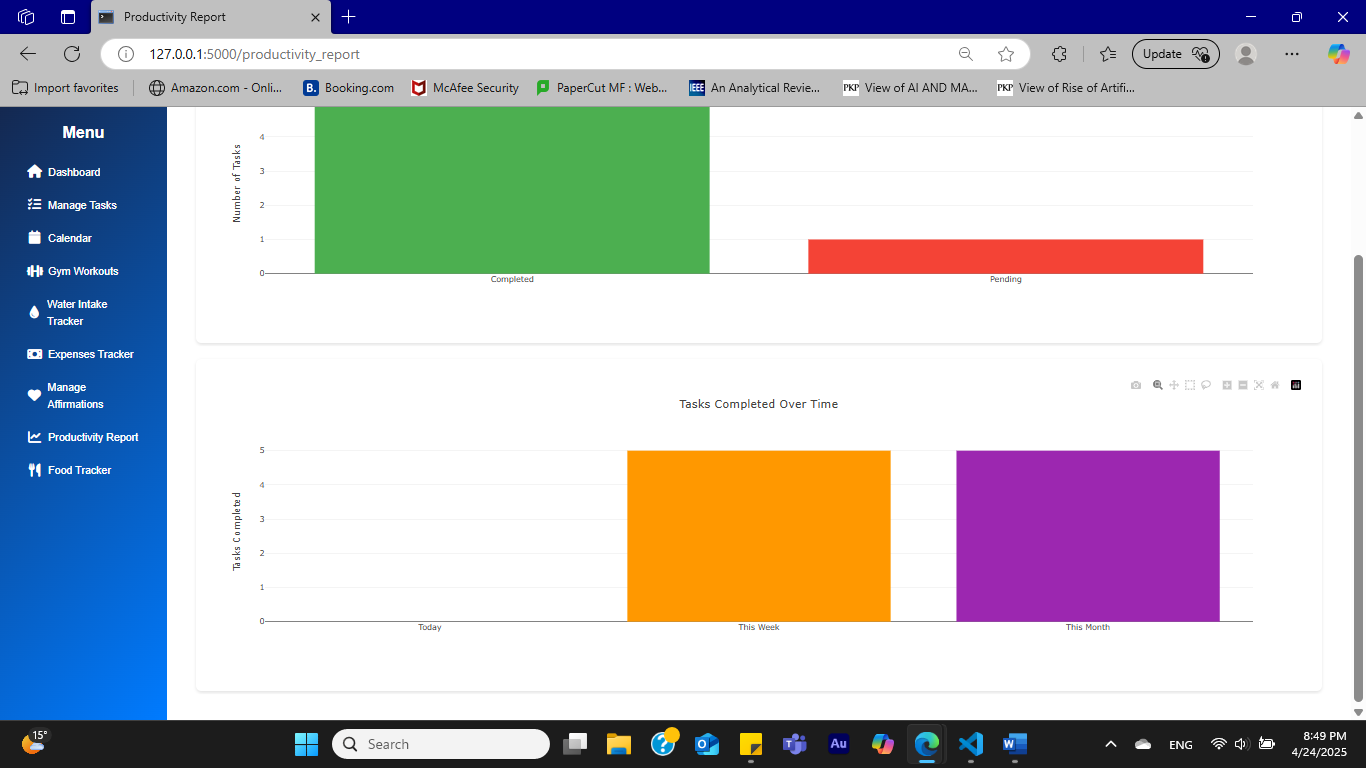 Productivity Report
127.0.0.1:5000/productivity_report
Update
Import favorites
Amazon.com - Onli...
B. Booking.com
McAfee Security
PaperCut MF : Web...
IEEE An Analytical Revie...
PKP View of AI AND MA...
PKP View of Rise of Artifi...
Menu
Dashboard
Manage Tasks
Calendar
Gym Workouts
Water Intake
Tracker
Expenses Tracker
Manage
Affirmations
Productivity Report
Food Tracker
Number of Tasks
4
3
2
1
0
Completed
Pending
Tasks Completed Over Time
Tasks Completed
5
4
3
2
1
0
Today
This Week
This Month
15°
Search
Au
ENG
8:49 PM
4/24/2025